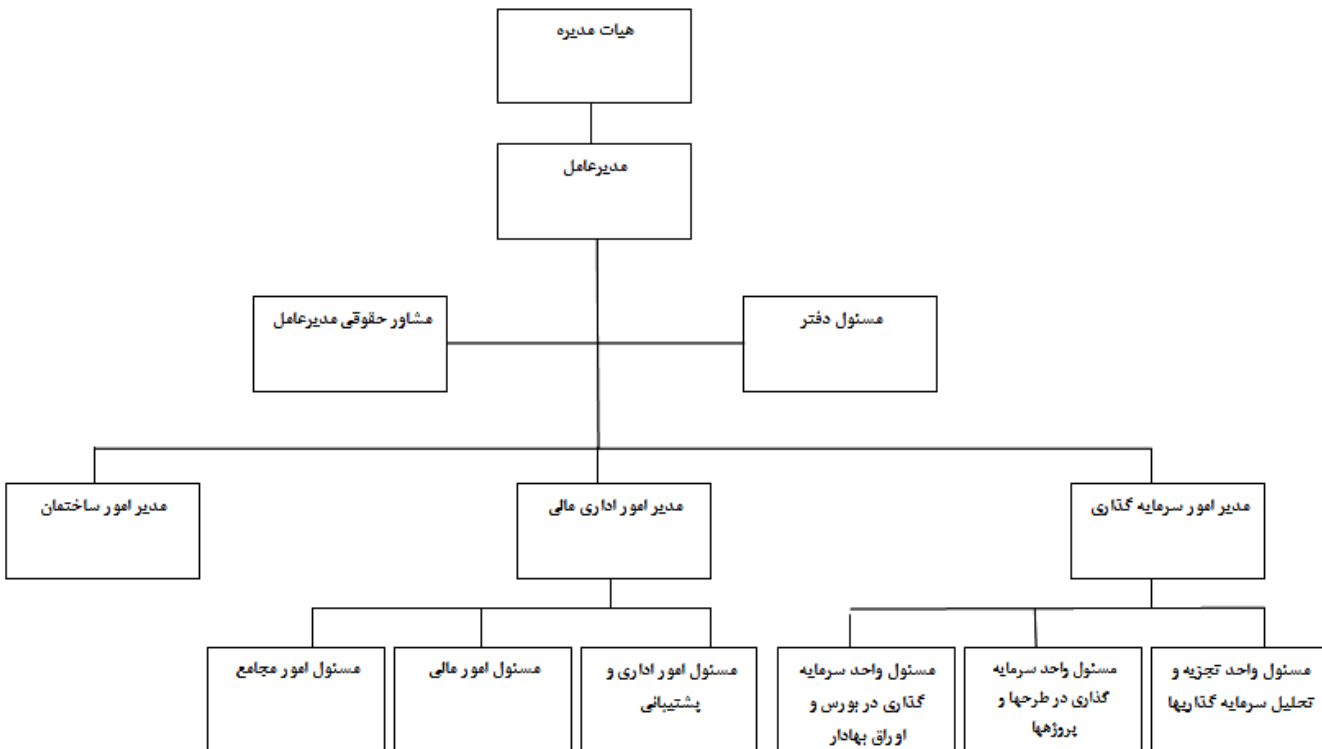 هیات مدیره
مدیرعامل
مسئول دفتر
مشاور حقوقی مدیرعامل
مدیر امور سرمایه گذاری
مدیر امور اداری مالی
مدیر امور ساختمان
مسئول واحد تجزیه و
تحلیل سرمایه گذاریها
مسئول واحد سرمایه
گذاری در طرحها و
پروژهها
مسئول واحد سرمایه
گذاری در بورس و
اوراق بهادار
مسئول امور اداری و
پشتیبانی
مسئول امور مالی
مسئول امور مجامع